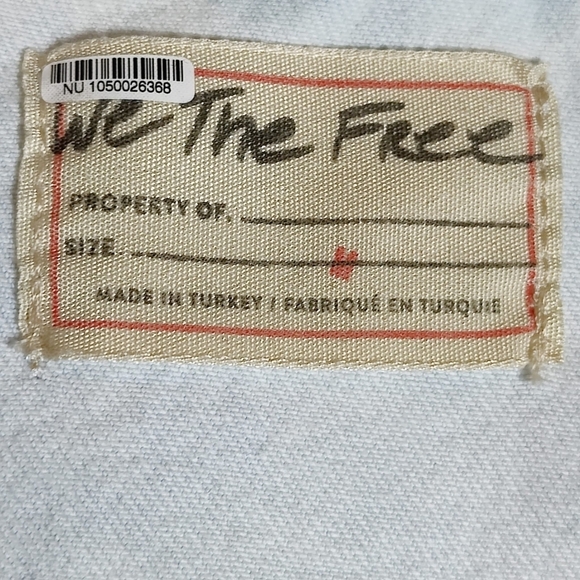 NU 1050026368
We The Free
PROPERTY OF.
SIZE M
MADE IN TURKEY / FABRIQUÉ EN TURQUIE